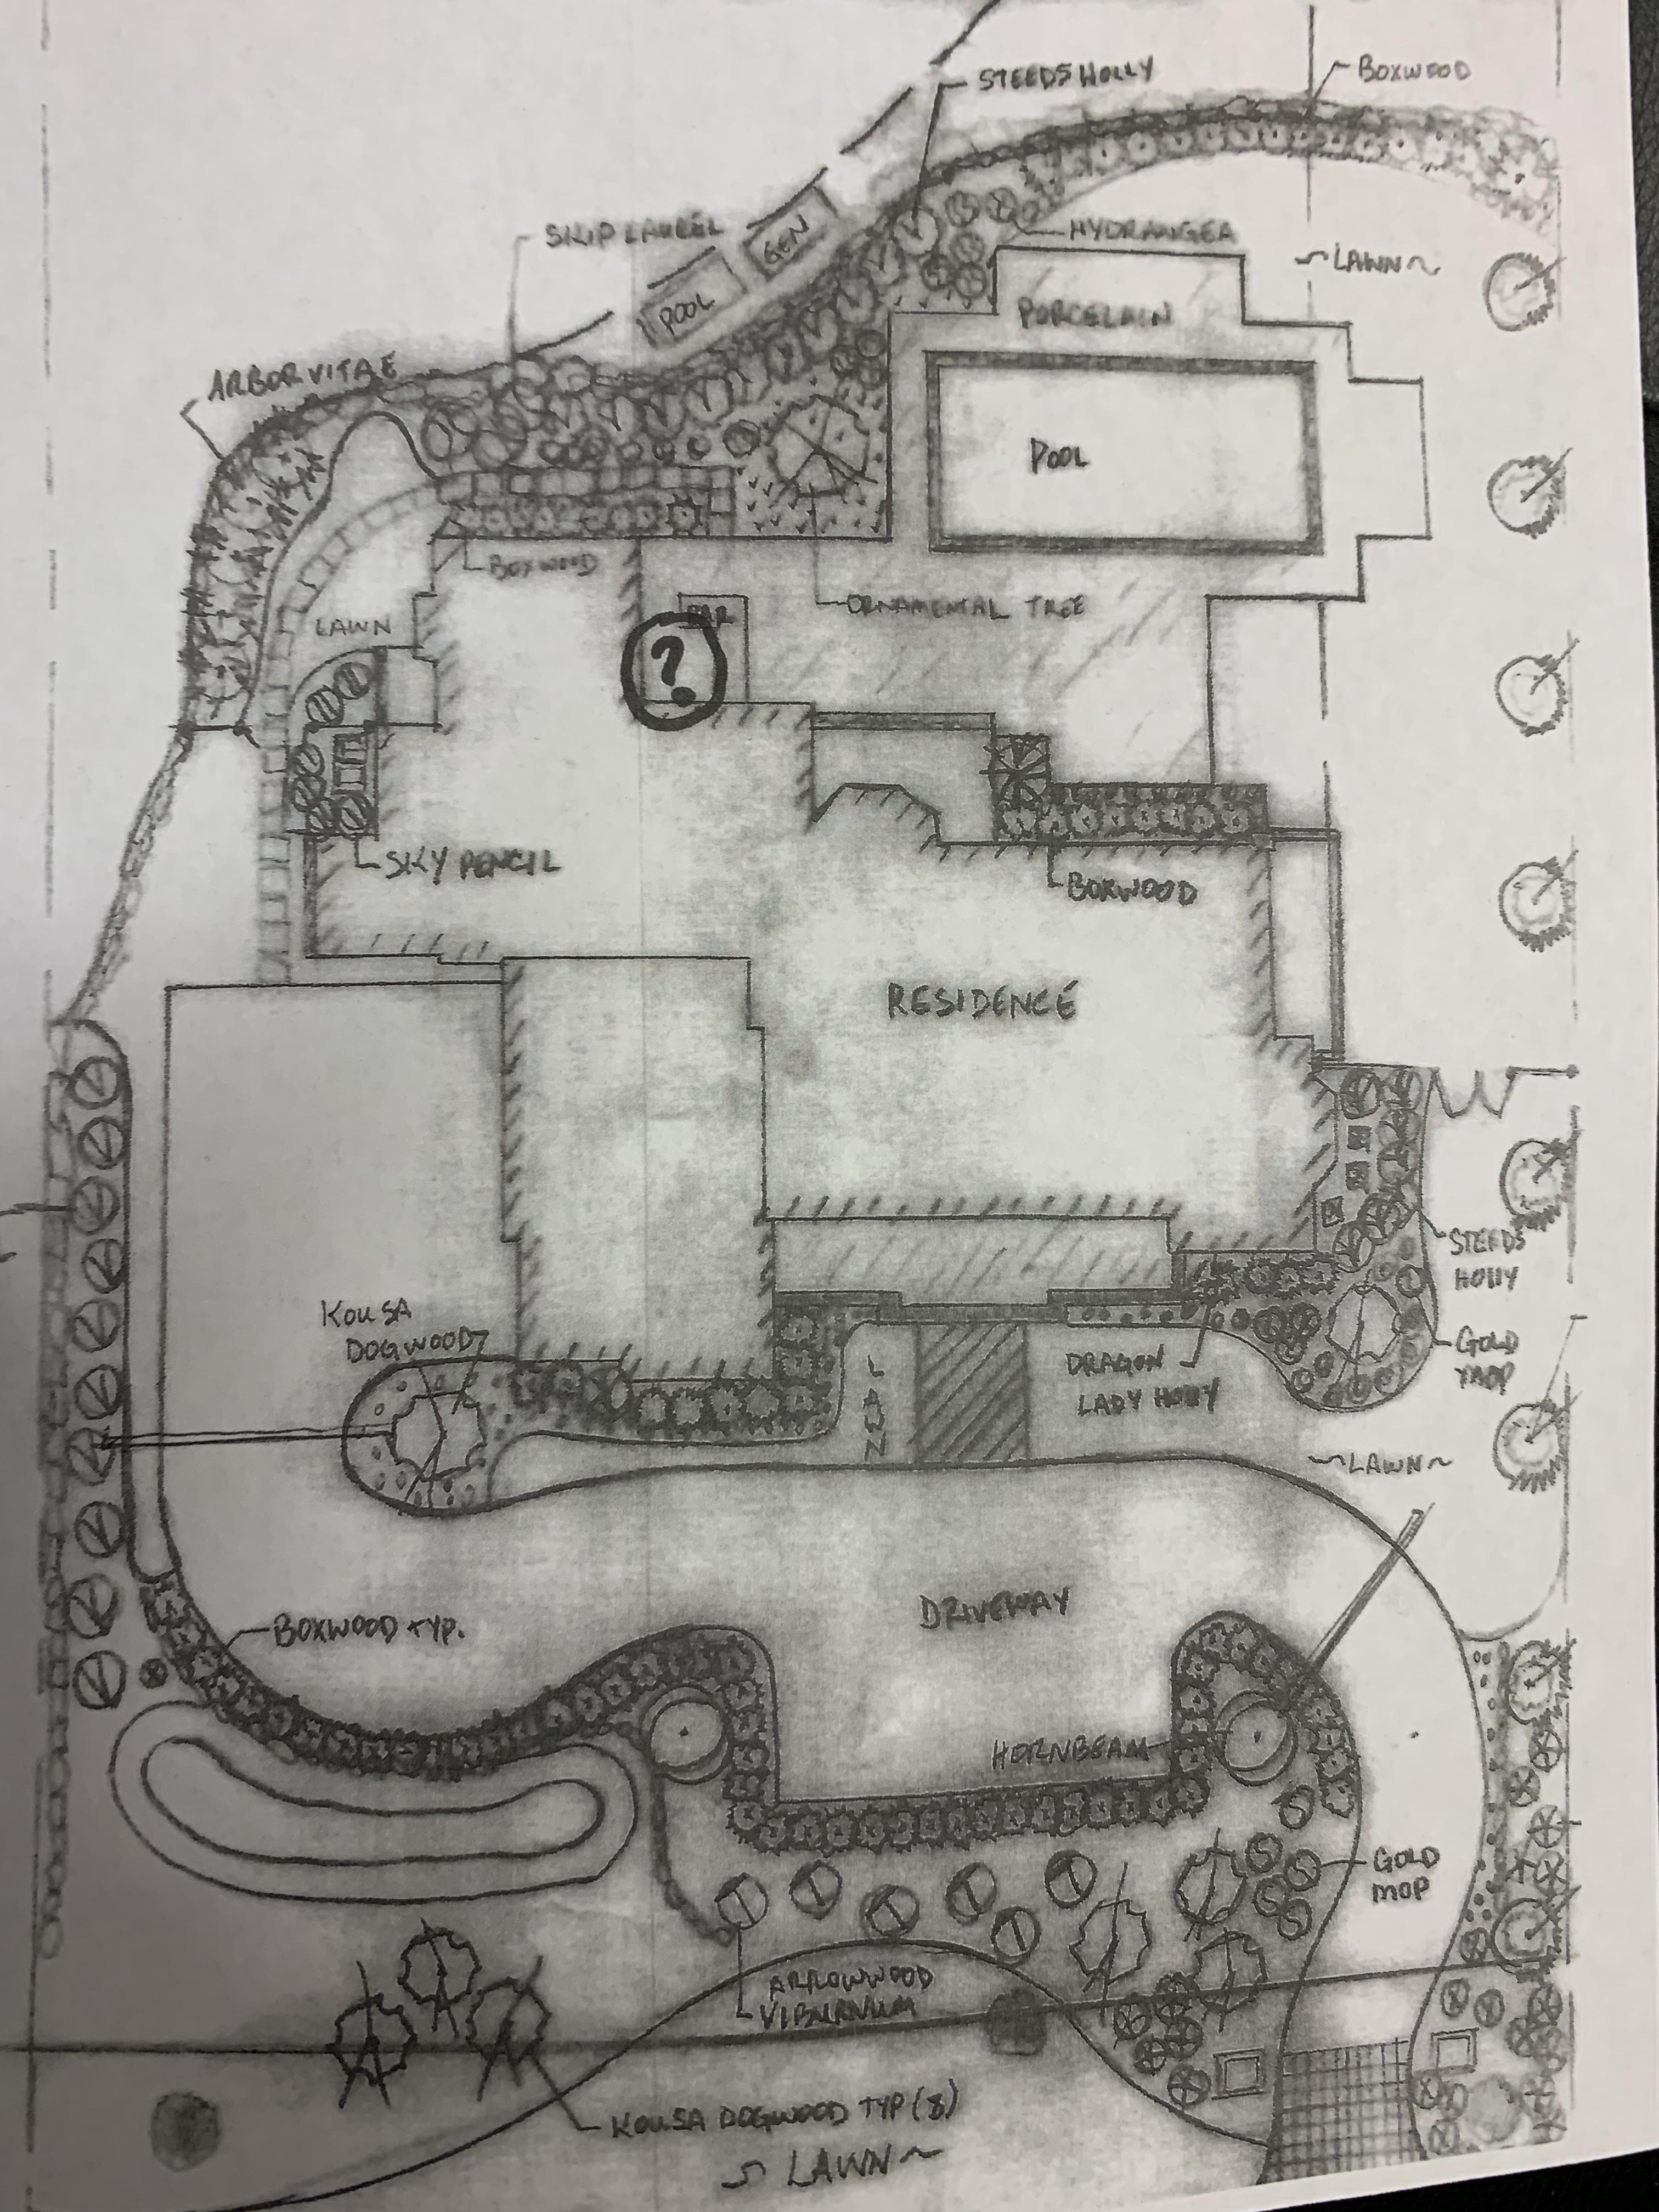 STEEDS HOLLY
BOXWOOD
SKIP LAUREL
GEN
POOL
HYDRANGEA
~LAWN~
PORCELAIN
ARBORVITAE
POOL
BOXWOOD
ORNAMENTAL TREE
BAR
?
LAWN
SKY PENCIL
BOXWOOD
RESIDENCE
STEEDS
HOLLY
KOUSA
DOGWOOD
GOLD
MOP
DRAGON
LADY HOLLY
LAWN
~LAWN~
BOXWOOD TYP.
DRIVEWAY
HORNBEAM
GOLD
MOP
ARROWWOOD
VIBURNUM
KOUSA DOGWOOD TYP (8)
~ LAWN ~